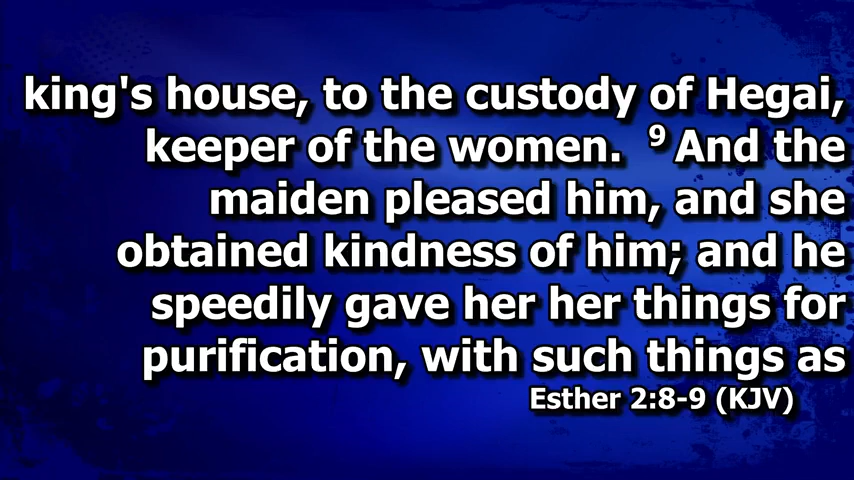 king's house, to the custody of Hegai,
keeper of the women. 9 And the
maiden pleased him, and she
obtained kindness of him; and he
speedily gave her her things for
purification, with such things as
Esther 2:8-9 (KJV)